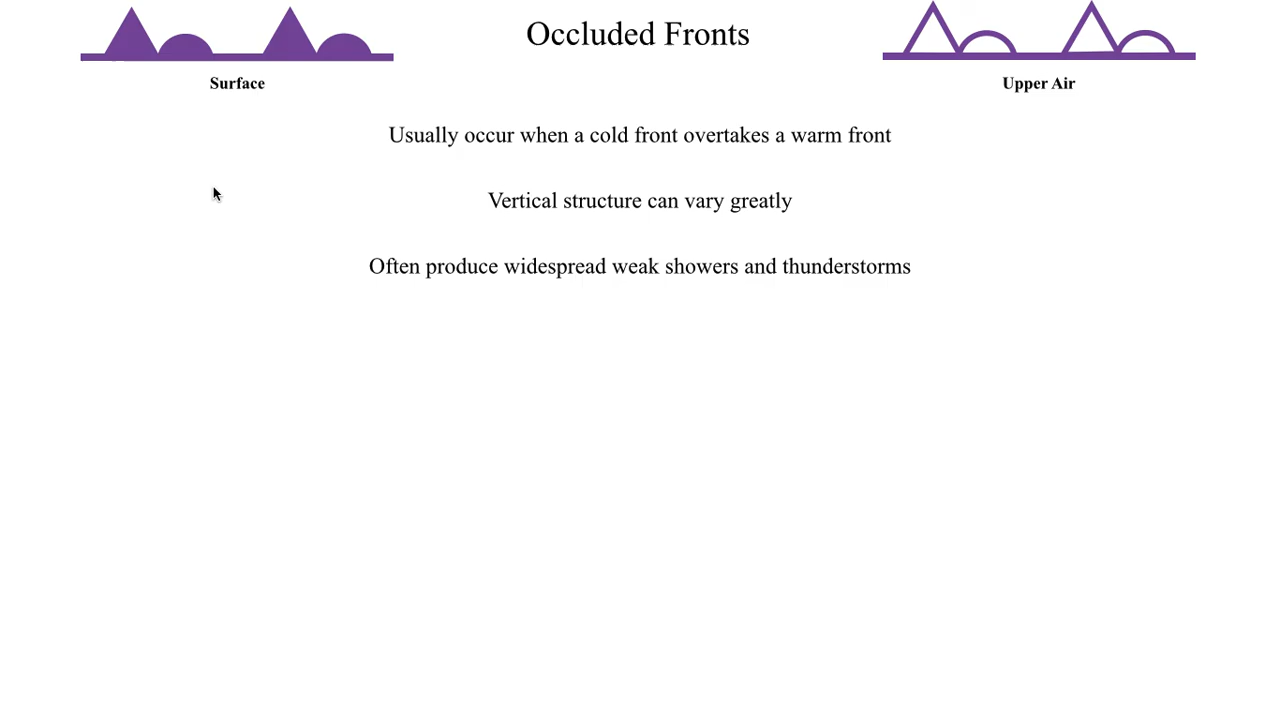 Occluded Fronts
Surface
Upper Air
Usually occur when a cold front overtakes a warm front
Vertical structure can vary greatly
Often produce widespread weak showers and thunderstorms